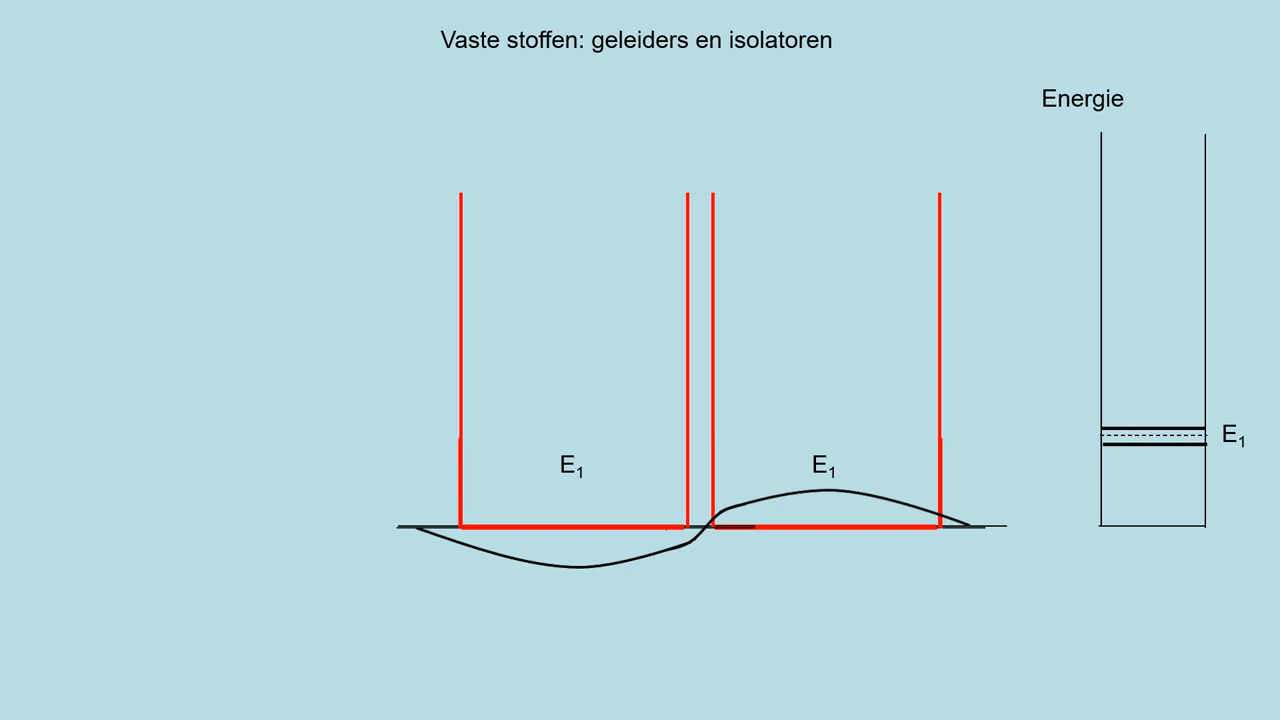 Vaste stoffen: geleiders en isolatoren
Energie
E₁
E₁
E₁